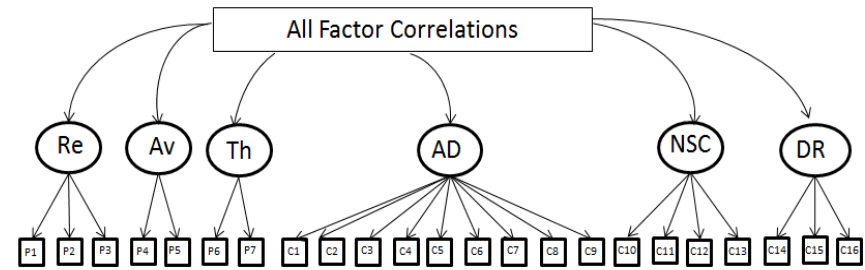 All Factor Correlations
Re Av Th AD NSC DR
P1 P2 P3 P4 P5 P6 P7 C1 C2 C3 C4 C5 C6 C7 C8 C9 C10 C11 C12 C13 C14 C15 C16